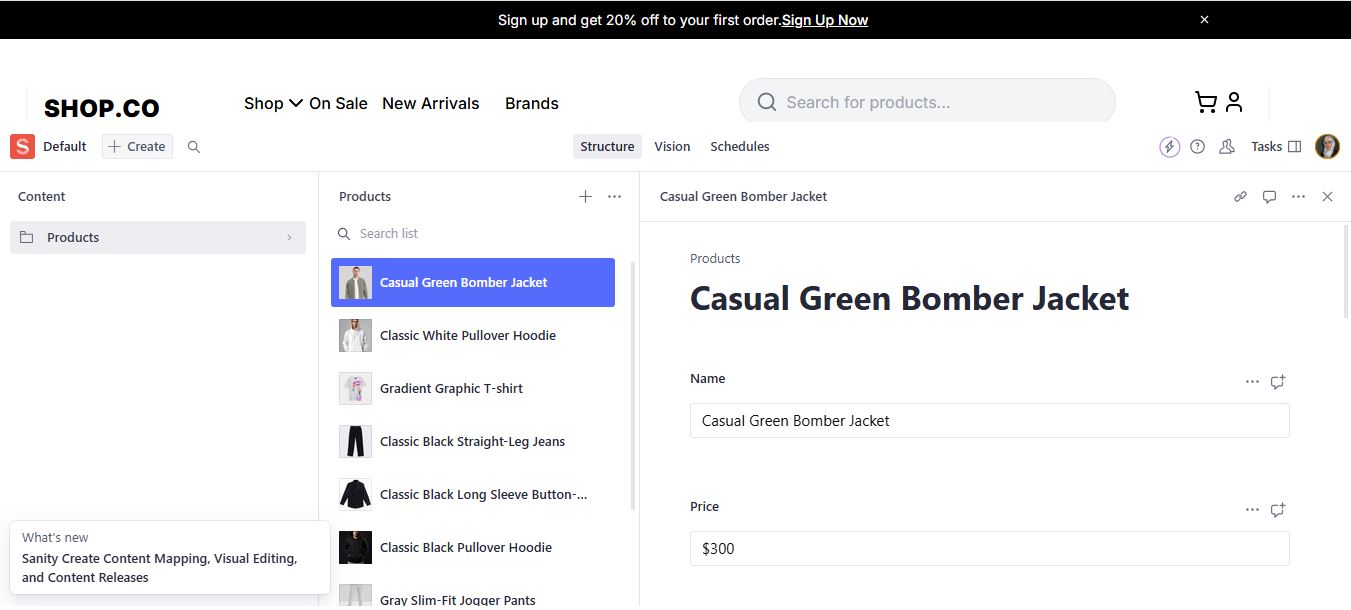 Sign up and get 20% off to your first order.Sign Up Now
SHOP.CO
Shop On Sale New Arrivals Brands
Search for products...
S Default Create
Structure Vision Schedules
Tasks
Content
Products
Products
Search list
Casual Green Bomber Jacket
Classic White Pullover Hoodie
Gradient Graphic T-shirt
Classic Black Straight-Leg Jeans
Classic Black Long Sleeve Button-...
Classic Black Pullover Hoodie
Gray Slim-Fit Jogger Pants
What's new
Sanity Create Content Mapping, Visual Editing,
and Content Releases
Casual Green Bomber Jacket
Products
Casual Green Bomber Jacket
Name
Casual Green Bomber Jacket
Price
$300